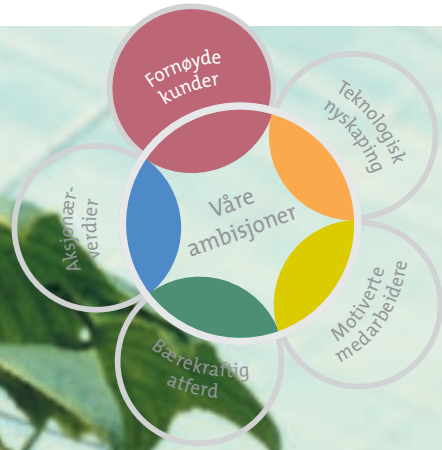 Fornøyde
kunder
Teknologisk
nyskaping
Våre
ambisjoner
Aksjonær-
verdier
Motiverte
medarbeidere
Bærekraftig
atferd